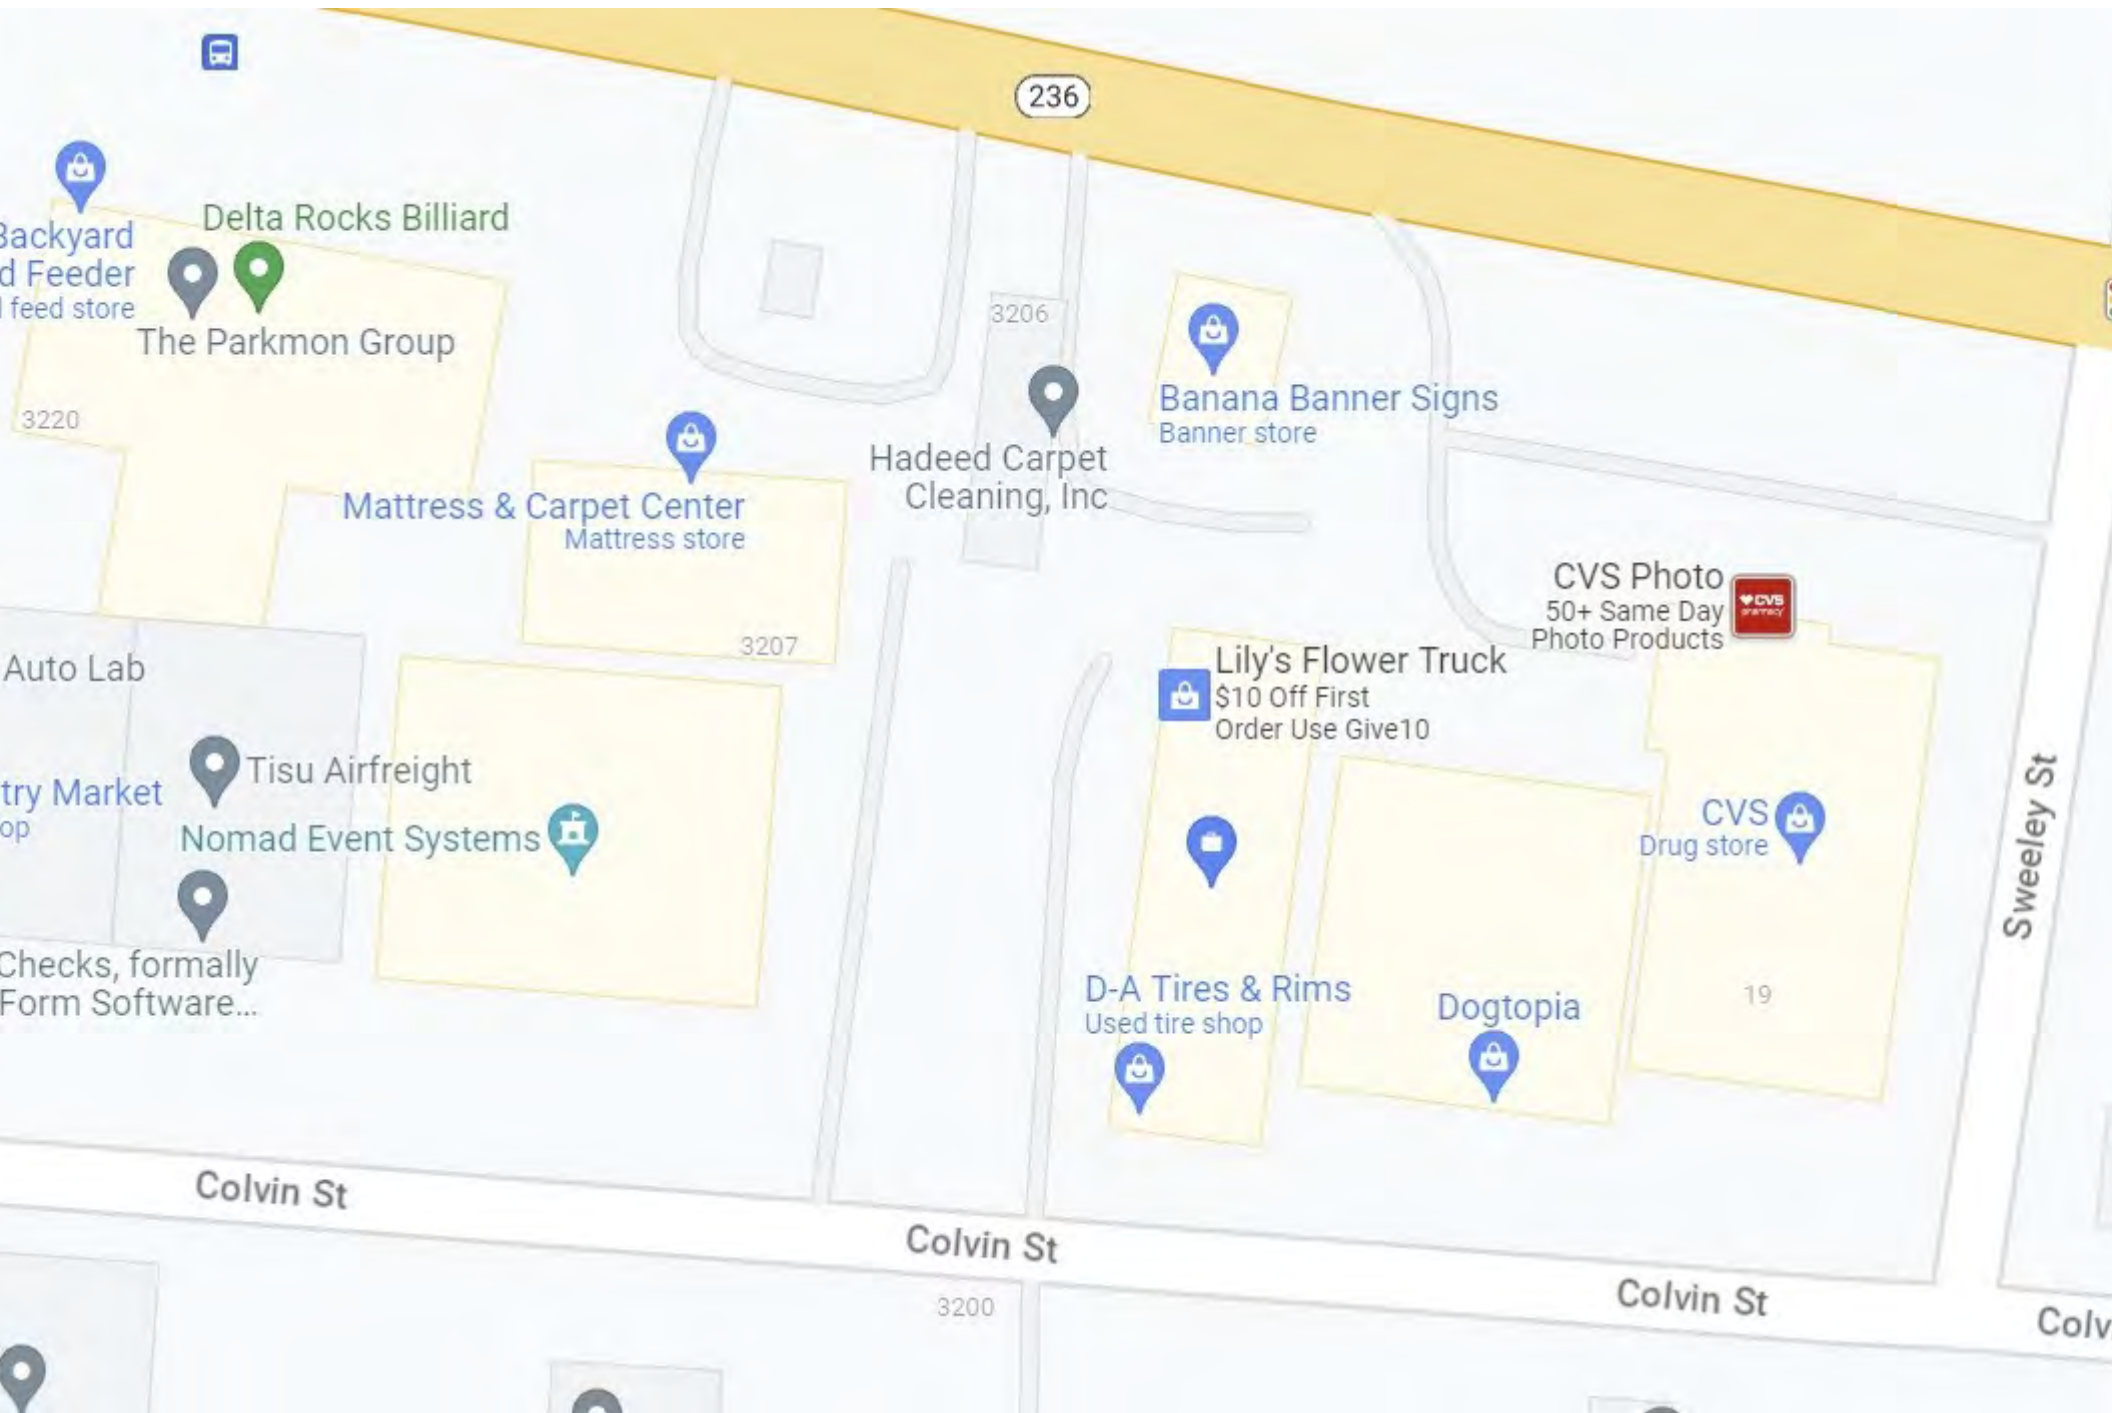 236
Delta Rocks Billiard
Backyard
d Feeder
feed store
The Parkmon Group
3220
3206
Banana Banner Signs
Banner store
Hadeed Carpet
Cleaning, Inc
Mattress & Carpet Center
Mattress store
3207
CVS Photo
50+ Same Day
Photo Products
CVS
pharmacy
Lily's Flower Truck
$10 Off First
Order Use Give10
Auto Lab
Tisu Airfreight
try Market
op
Nomad Event Systems
CVS
Drug store
Sweeley St
Checks, formally
Form Software...
D-A Tires & Rims
Used tire shop
Dogtopia
19
Colvin St
Colvin St
Colvin St
Colv
3200